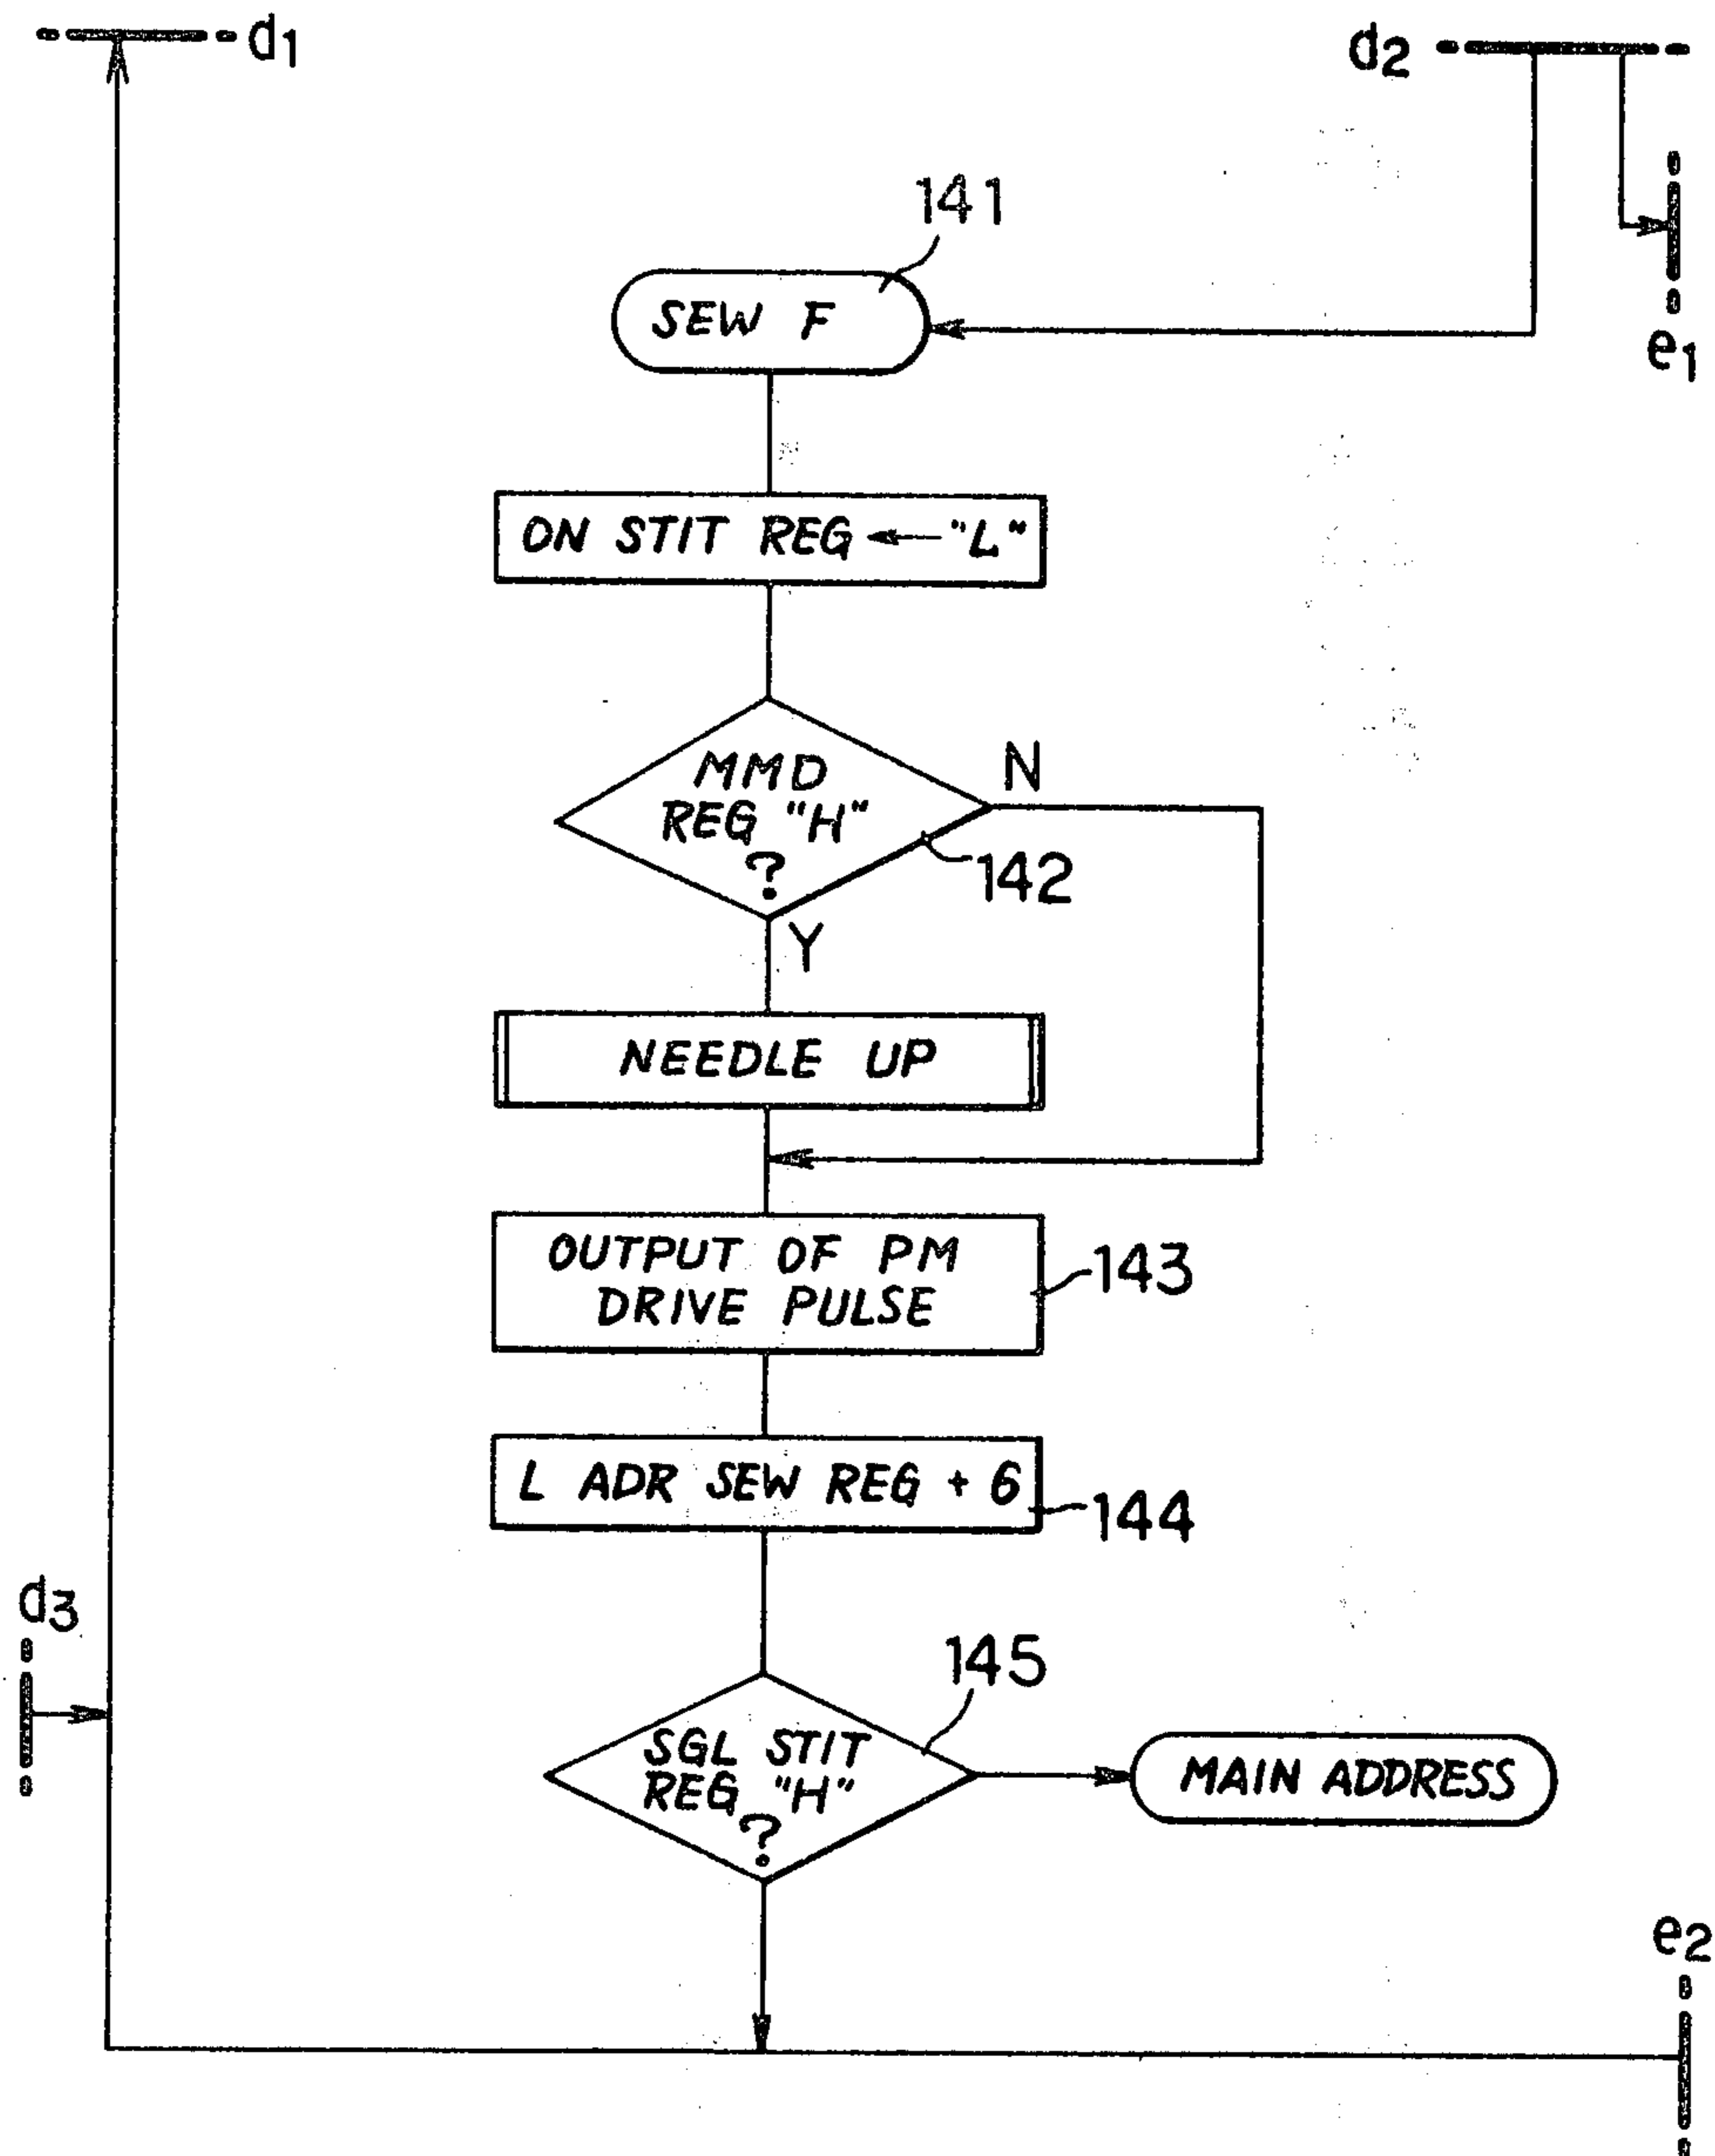 d1
d2
e1
141
SEW F
ON STIT REG ← "L"
MMD
REG "H"
?
N
142
Y
NEEDLE UP
OUTPUT OF PM
DRIVE PULSE
143
L ADR SEW REG + 6
144
d3
145
SGL STIT
REG "H"
?
MAIN ADDRESS
e2